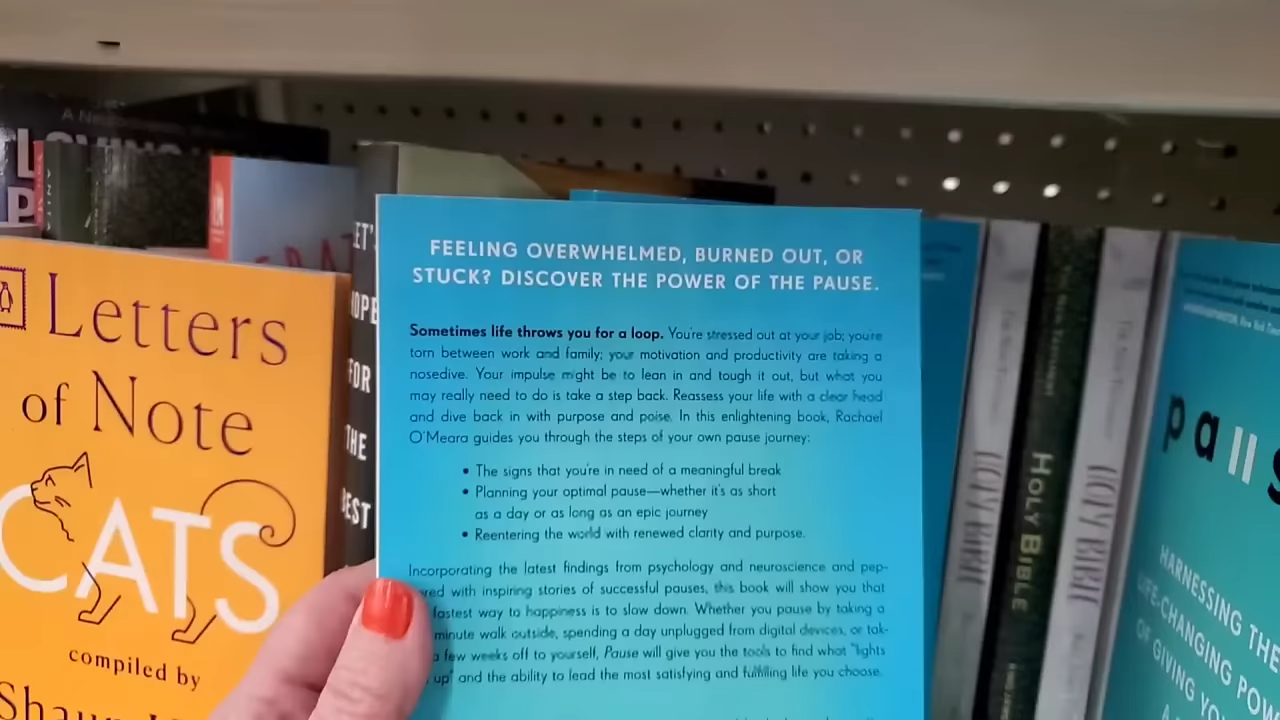 Letters
of Note
CATS
compiled by
FOR
THE
FEELING OVERWHELMED, BURNED OUT, OR
STUCK? DISCOVER THE POWER OF THE PAUSE.
Sometimes life throws you for a loop. You're stressed out at your job; you're
torn between work and family; your motivation and productivity are taking a
nosedive. Your impulse might be to lean in and tough it out, but what you
may really need to do is take a step back. Reassess your life with a clear head
and dive back in with purpose and poise. In this enlightening book, Rachael
O'Meara guides you through the steps of your own pause journey:
• The signs that you're in need of a meaningful break
• Planning your optimal pause—whether it's as short
as a day or as long as an epic journey
• Reentering the world with renewed clarity and purpose.
Incorporating the latest findings from psychology and neuroscience and pep-
red with inspiring stories of successful pauses, this book will show you that
fastest way to happiness is to slow down. Whether you pause by taking a
minute walk outside, spending a day unplugged from digital devices, or tak-
a few weeks off to yourself, Pause will give you the tools to find what "lights
up" and the ability to lead the most satisfying and fulfilling life you choose.
HOLY BIBLE
HOLY BIBLE
HOLY BIBLE
paus
HARNESSING THE
LIFE-CHANGING POW
OF GIVING YO